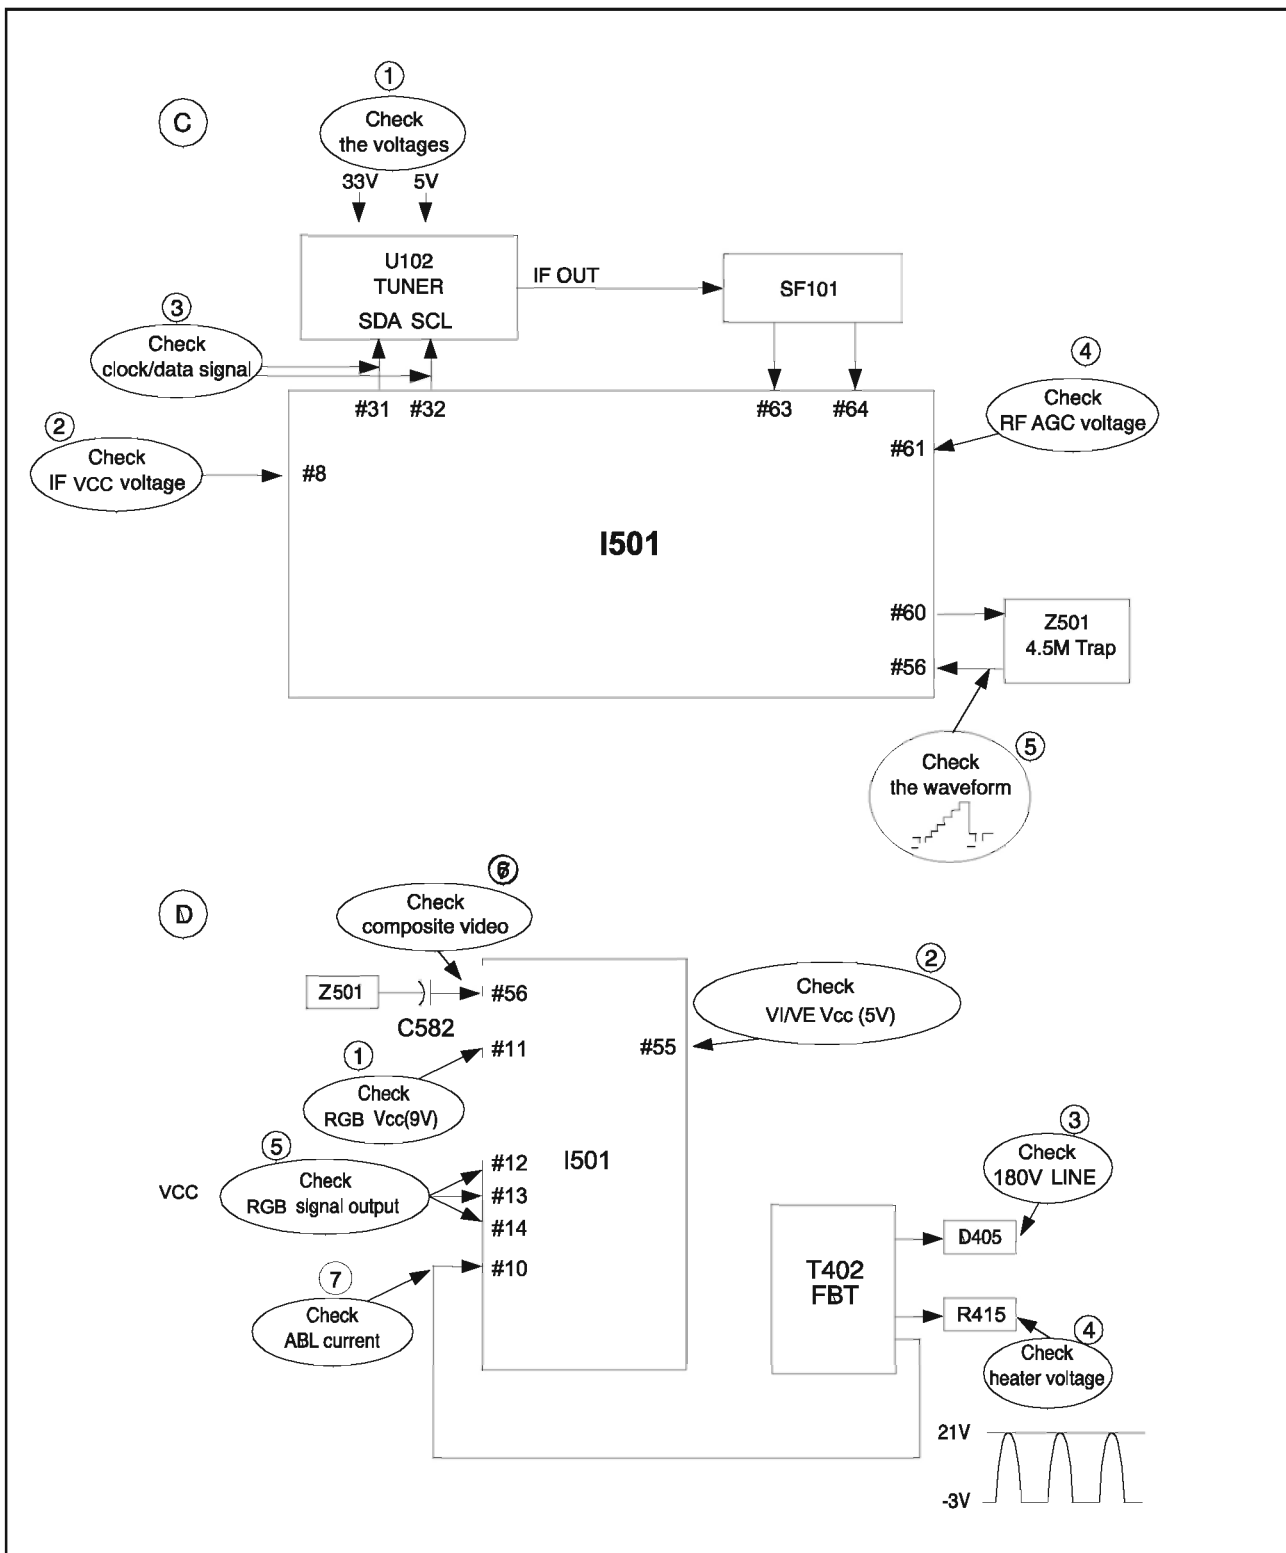 C
1
Check
the voltages
33V 5V
U102
TUNER
SDA SCL
IF OUT
SF101
3
Check
clock/data signal
#31 #32
#63 #64
4
Check
RF AGC voltage
#61
2
Check
IF VCC voltage
#8
I501
#60
#56
Z501
4.5M Trap
5
Check
the waveform
D
Check
composite video
Z501
C582
#56
2
Check
VI/VE Vcc (5V)
#55
#11
1
Check
RGB Vcc(9V)
I501
5
VCC
Check
RGB signal output
#12
#13
#14
#10
7
Check
ABL current
3
Check
180V LINE
T402
FBT
D405
R415
4
Check
heater voltage
21V
-3V